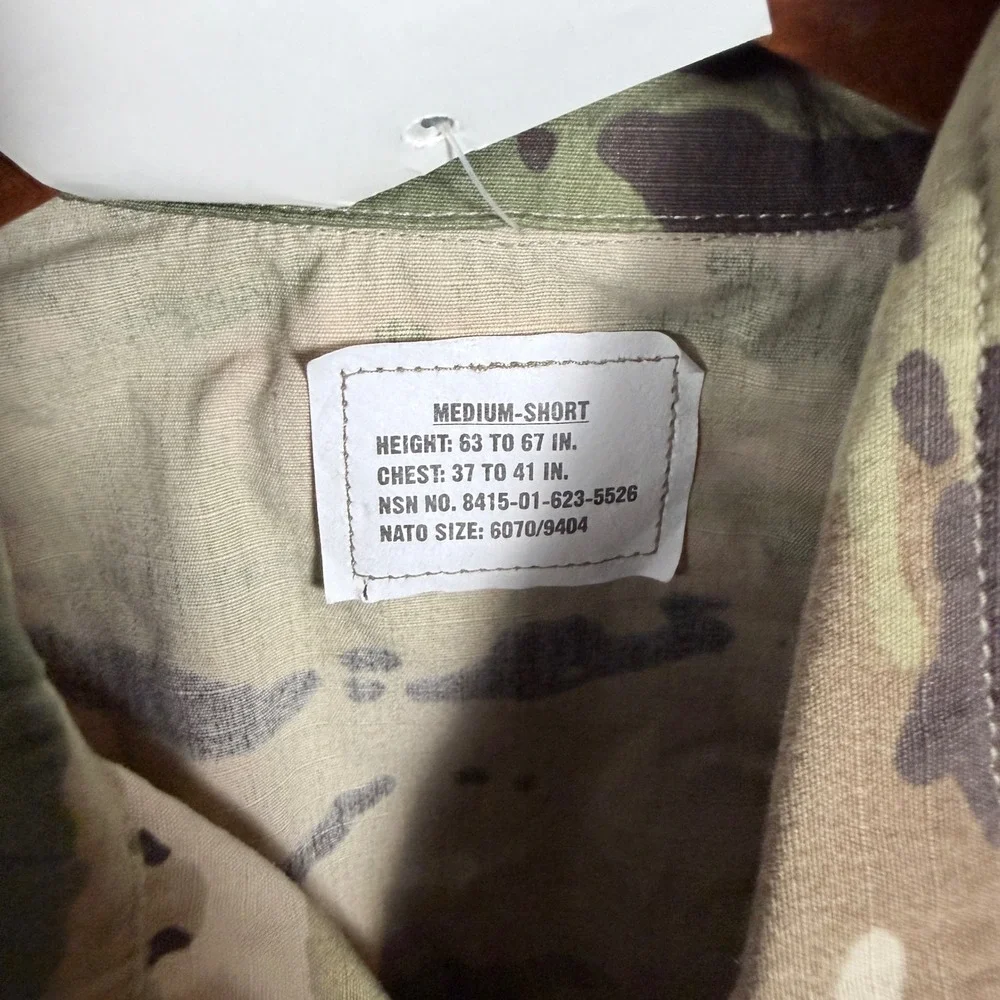 MEDIUM-SHORT
HEIGHT: 63 TO 67 IN.
CHEST: 37 TO 41 IN.
NSN NO. 8415-01-623-5526
NATO SIZE: 6070/9404